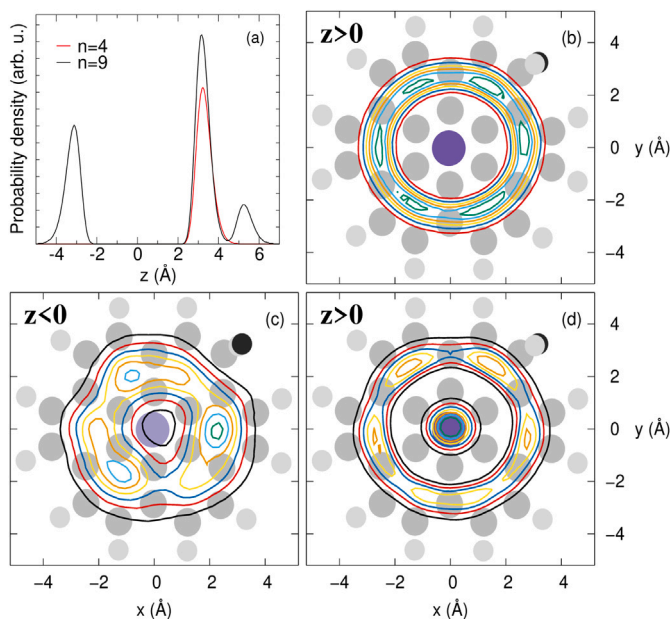 (a)
n=4
n=9
Probability density (arb. u.)
−4 −2 0 2 4 6
z (Å)
z>0 (b)
4
2
0 y (Å)
−2
−4
z<0 (c)
−4 −2 0 2 4
x (Å)
z>0 (d)
4
2
0 y (Å)
−2
−4
−4 −2 0 2 4
x (Å)